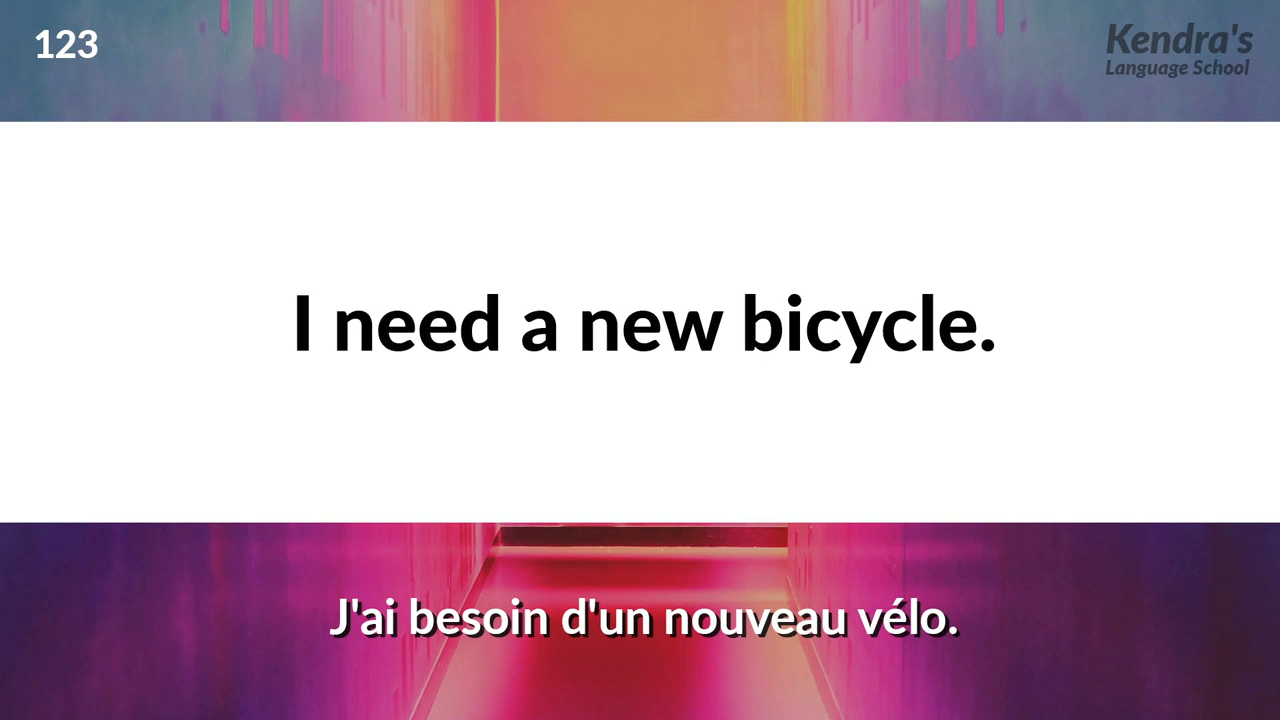 123
Kendra's
Language School
I need a new bicycle.
J'ai besoin d'un nouveau vélo.